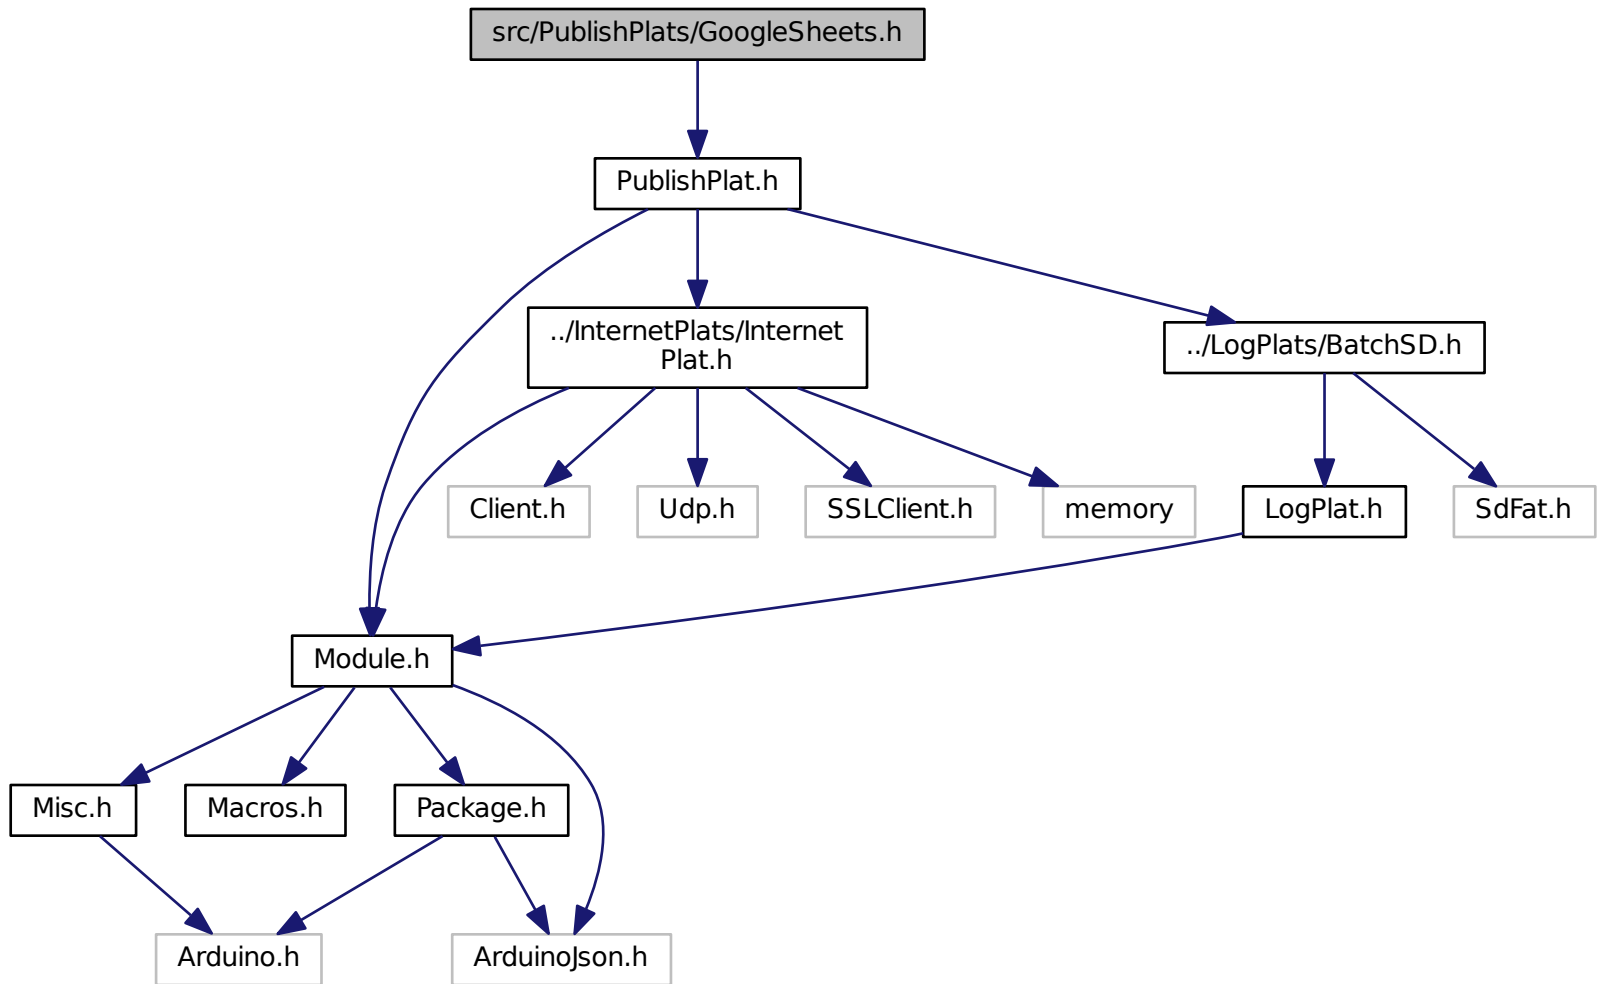 src/PublishPlats/GoogleSheets.h
PublishPlat.h
../InternetPlats/Internet
Plat.h
../LogPlats/BatchSD.h
Client.h
Udp.h
SSLClient.h
memory
LogPlat.h
SdFat.h
Module.h
Misc.h
Macros.h
Package.h
Arduino.h
ArduinoJson.h